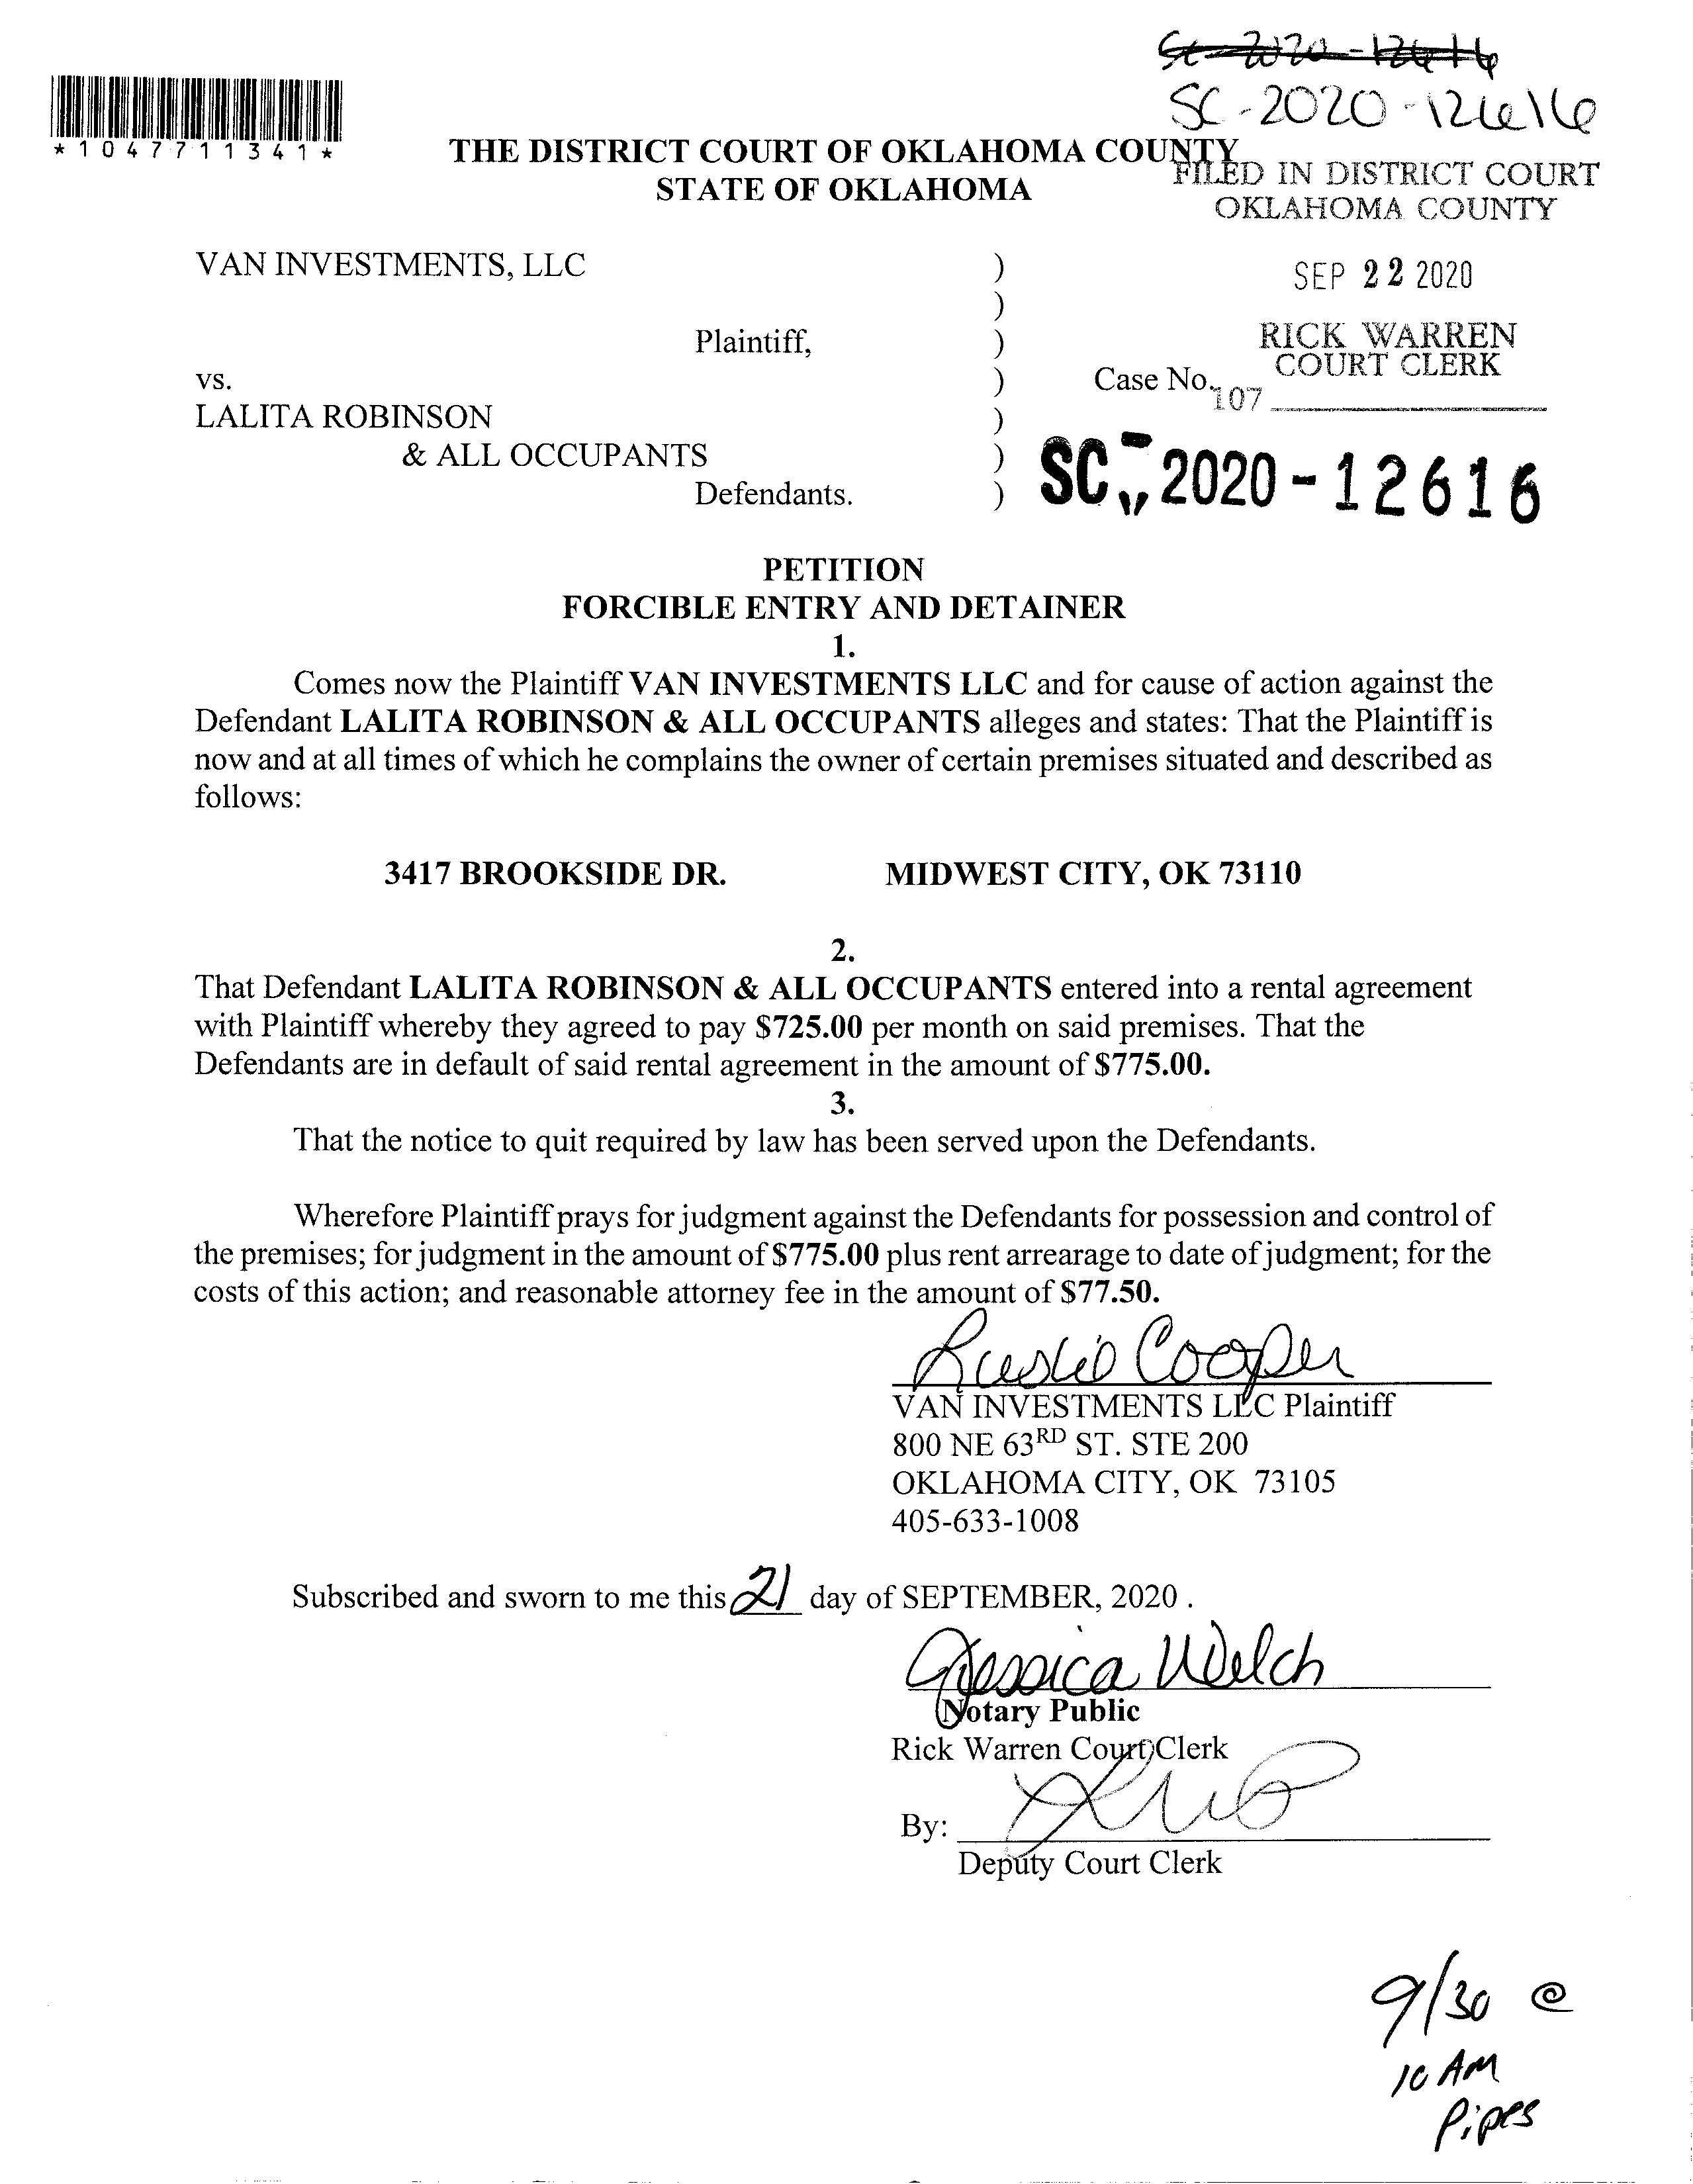 SC-2020-12616
SC-2020-12616
*1047711341*
THE DISTRICT COURT OF OKLAHOMA COUNTY
STATE OF OKLAHOMA
FILED IN DISTRICT COURT
OKLAHOMA COUNTY
VAN INVESTMENTS, LLC )
SEP 22 2020
)
Plaintiff, )
RICK WARREN
COURT CLERK
vs. ) Case No.
107
LALITA ROBINSON )
& ALL OCCUPANTS )
SC-2020-12616
Defendants. )
PETITION
FORCIBLE ENTRY AND DETAINER
1.
Comes now the Plaintiff VAN INVESTMENTS LLC and for cause of action against the
Defendant LALITA ROBINSON & ALL OCCUPANTS alleges and states: That the Plaintiff is
now and at all times of which he complains the owner of certain premises situated and described as
follows:
3417 BROOKSIDE DR. MIDWEST CITY, OK 73110
2.
That Defendant LALITA ROBINSON & ALL OCCUPANTS entered into a rental agreement
with Plaintiff whereby they agreed to pay $725.00 per month on said premises. That the
Defendants are in default of said rental agreement in the amount of $775.00.
3.
That the notice to quit required by law has been served upon the Defendants.
Wherefore Plaintiff prays for judgment against the Defendants for possession and control of
the premises; for judgment in the amount of $775.00 plus rent arrearage to date of judgment; for the
costs of this action; and reasonable attorney fee in the amount of $77.50.
Cooper
VAN INVESTMENTS LLC Plaintiff
800 NE 63RD ST. STE 200
OKLAHOMA CITY, OK 73105
405-633-1008
Subscribed and sworn to me this 21 day of SEPTEMBER, 2020 .
Jessica Welch
Notary Public
Rick Warren Court Clerk
By:
Deputy Court Clerk
9/30 @
10 AM
Pipes